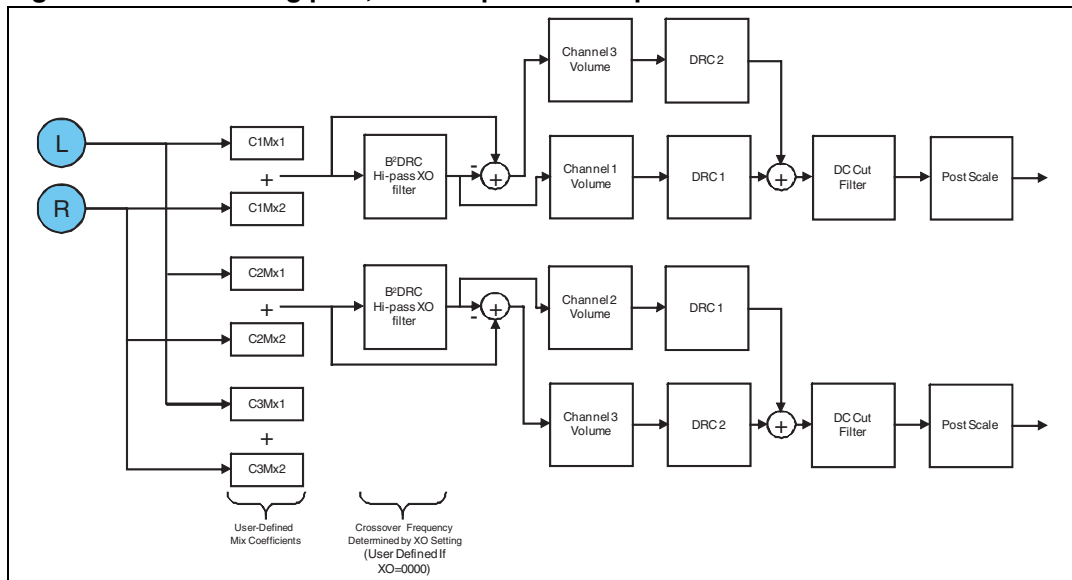 L
R
C1Mx1
+
C1Mx2
C2Mx1
+
C2Mx2
C3Mx1
+
C3Mx2
User-Defined
Mix Coefficients
B²DRC
Hi-pass XO
filter
-
+
Channel 3
Volume
DRC 2
Channel 1
Volume
DRC 1
+
DC Cut
Filter
Post Scale
B²DRC
Hi-pass XO
filter
-
+
Channel 2
Volume
DRC 1
Channel 3
Volume
DRC 2
+
DC Cut
Filter
Post Scale
Crossover Frequency
Determined by XO Setting
(User Defined If
XO=0000)